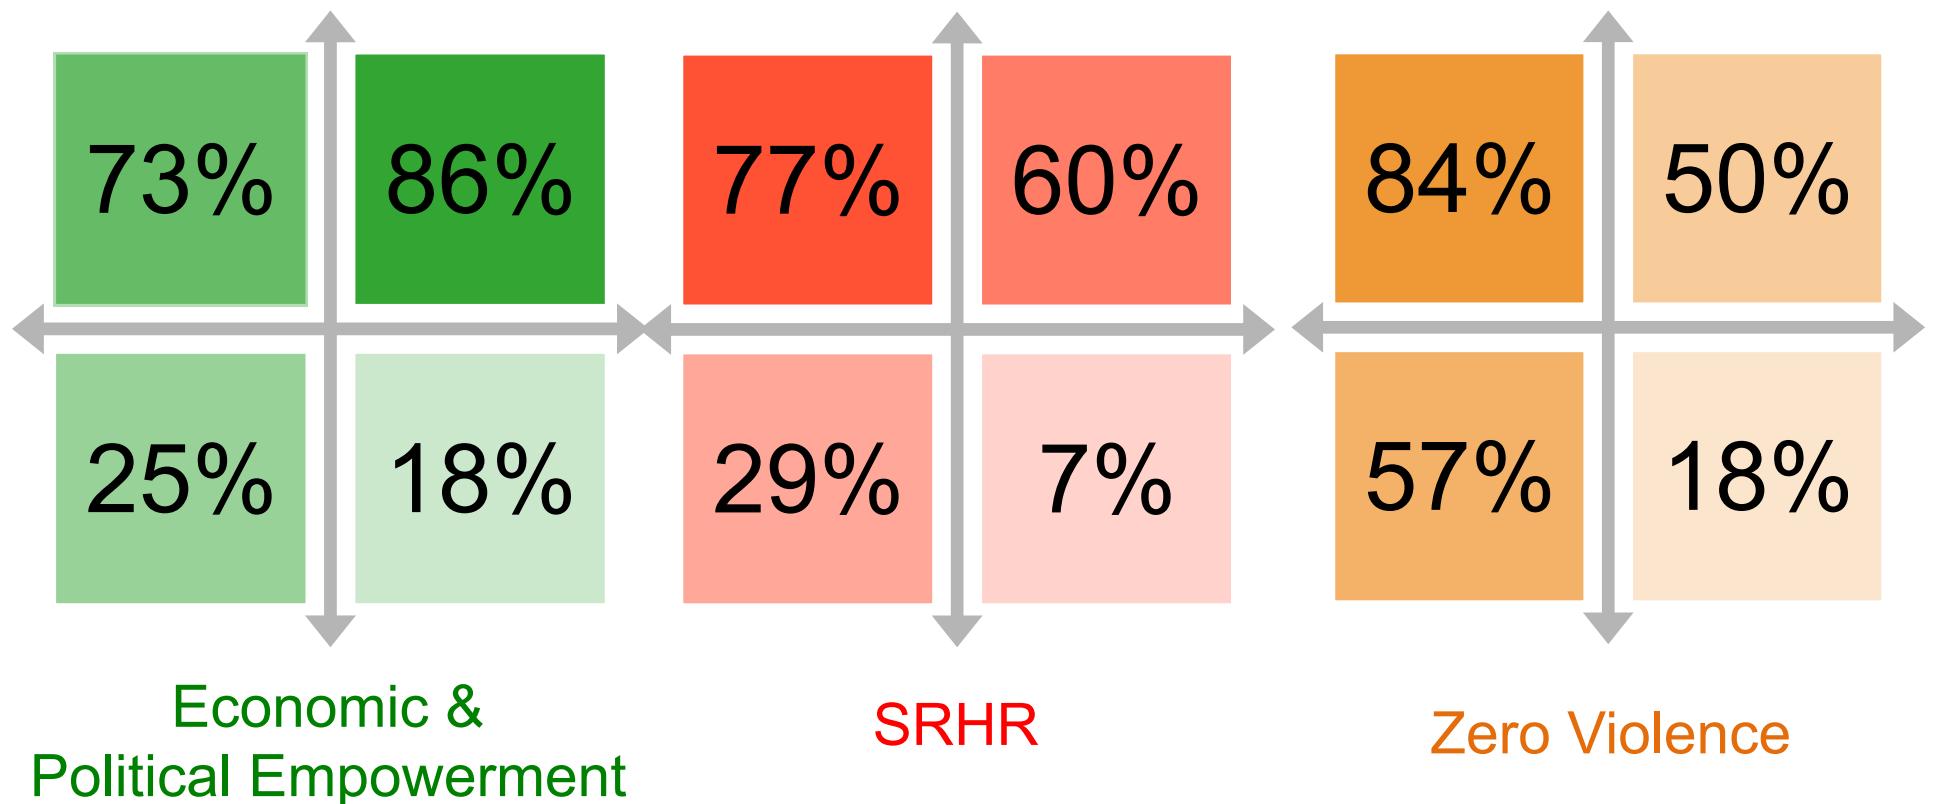 73% 86%
25% 18%
Economic &
Political Empowerment
77% 60%
29% 7%
SRHR
84% 50%
57% 18%
Zero Violence